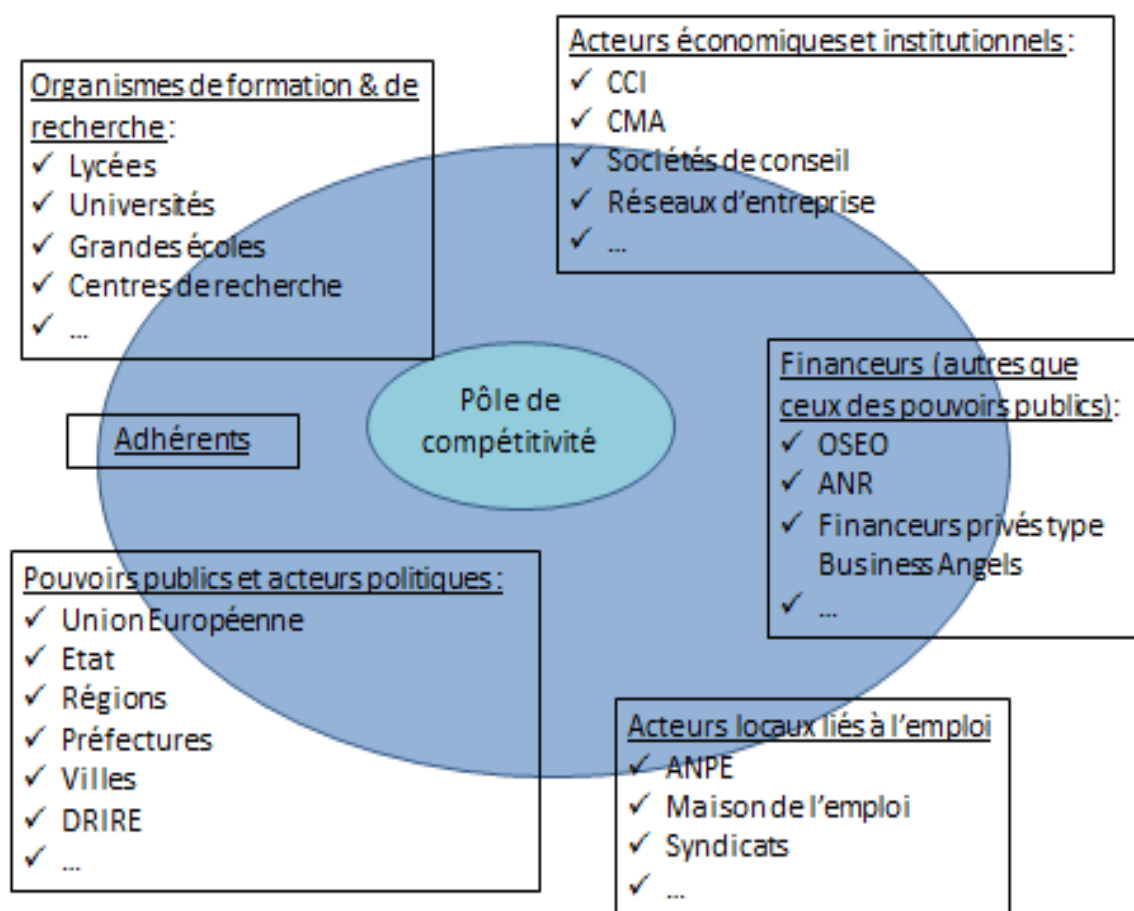 Organismes de formation & de
recherche :
✓ Lycées
✓ Universités
✓ Grandes écoles
✓ Centres de recherche
✓ ...
Acteurs économiques et institutionnels :
✓ CCI
✓ CMA
✓ Sociétés de conseil
✓ Réseaux d'entreprise
✓ ...
Pôle de
compétitivité
Adhérents
Financeurs (autres que
ceux des pouvoirs publics) :
✓ OSEO
✓ ANR
✓ Financeurs privés type
Business Angels
✓ ...
Pouvoirs publics et acteurs politiques :
✓ Union Européenne
✓ Etat
✓ Régions
✓ Préfectures
✓ Villes
✓ DRIRE
✓ ...
Acteurs locaux liés à l'emploi
✓ ANPE
✓ Maison de l'emploi
✓ Syndicats
✓ ...